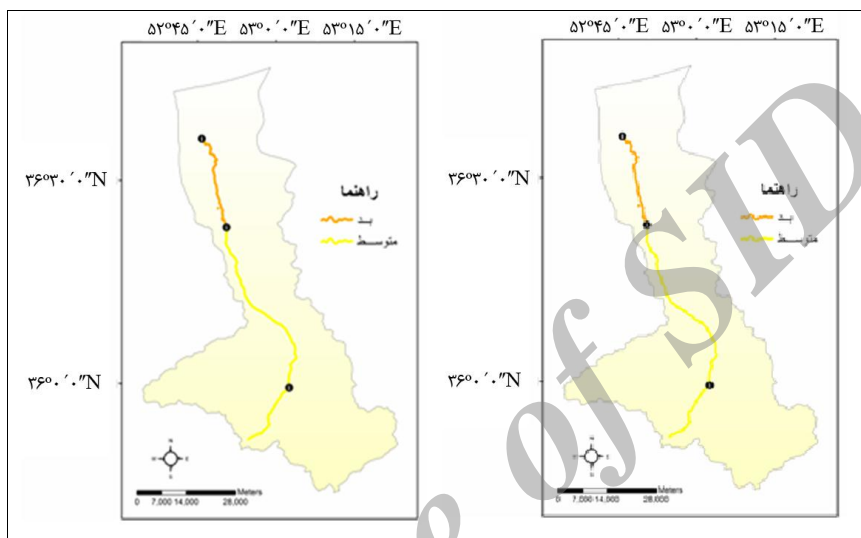 ۵۲°۴۵´۰˝E ۵۳°۰´۰˝E ۵۳°۱۵´۰˝E
۳۶°۳۰´۰˝N
۳۶°۰´۰˝N
راهنما
بد
متوسط
N
E
S
0 7,000 14,000 28,000 Meters
۵۲°۴۵´۰˝E ۵۳°۰´۰˝E ۵۳°۱۵´۰˝E
۳۶°۳۰´۰˝N
۳۶°۰´۰˝N
راهنما
بد
متوسط
N
E
S
0 7,000 14,000 28,000 Meters
of SID